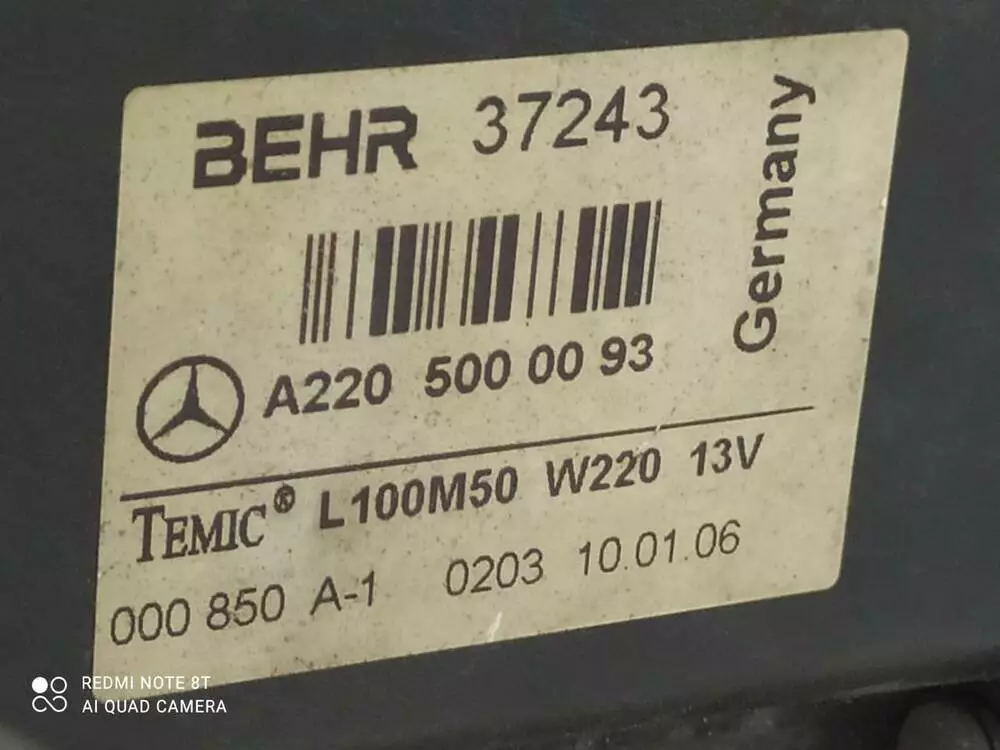 BEHR 37243
Germany
A220 500 00 93
TEMIC® L100M50 W220 13V
000 850 A-1 0203 10.01.06
REDMI NOTE 8T
AI QUAD CAMERA